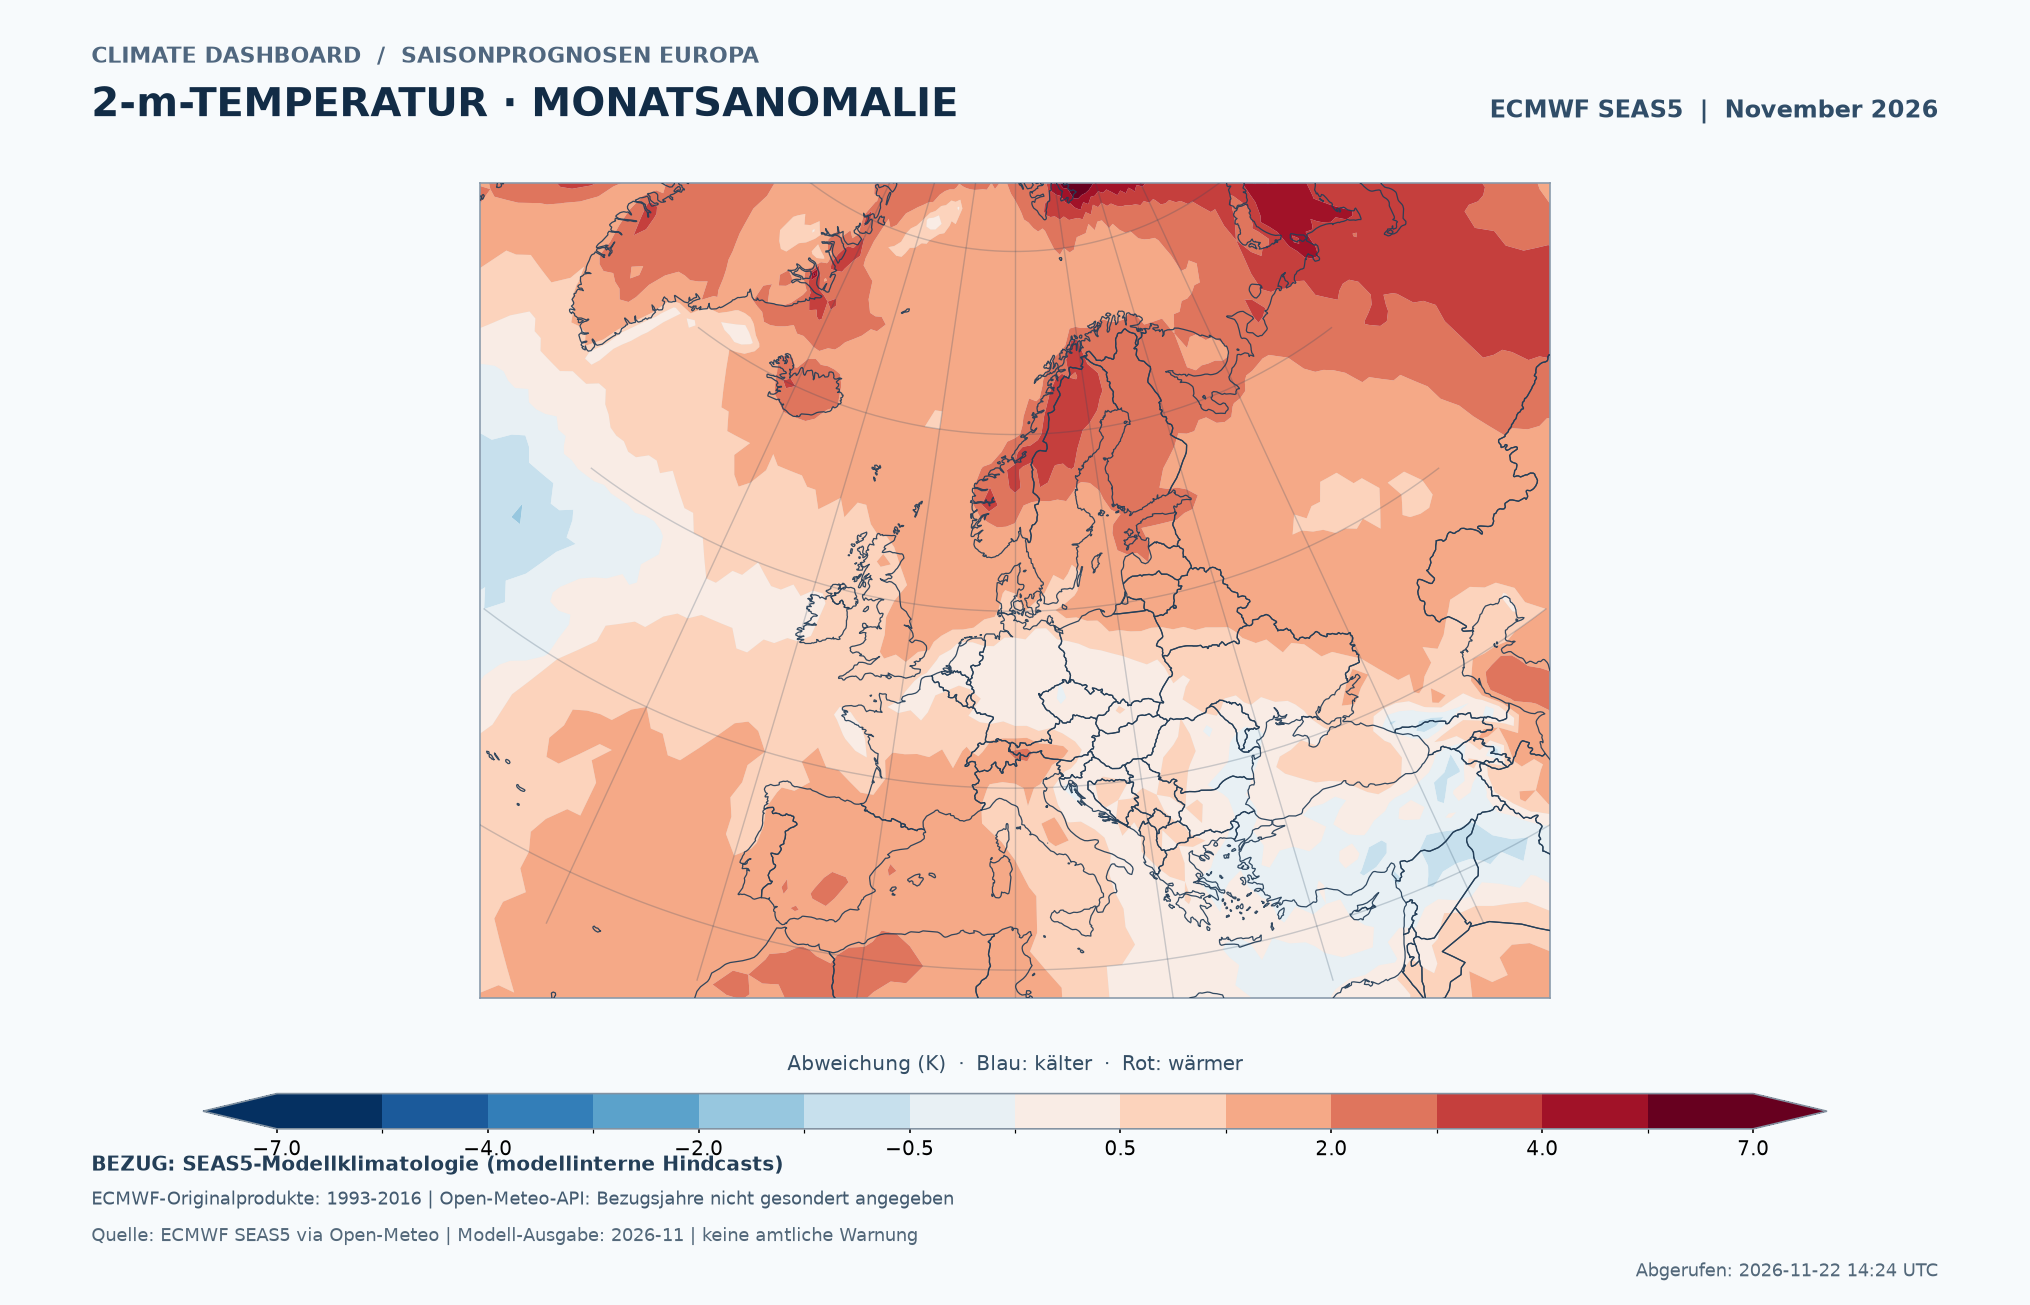 CLIMATE DASHBOARD / SAISONPROGNOSEN EUROPA
2-m-TEMPERATUR · MONATSANOMALIE
ECMWF SEAS5 | November 2026
Abweichung (K) · Blau: kälter · Rot: wärmer
−7.0 −4.0 −2.0 −0.5 0.5 2.0 4.0 7.0
BEZUG: SEAS5-Modellklimatologie (modellinterne Hindcasts)
ECMWF-Originalprodukte: 1993-2016 | Open-Meteo-API: Bezugsjahre nicht gesondert angegeben
Quelle: ECMWF SEAS5 via Open-Meteo | Modell-Ausgabe: 2026-11 | keine amtliche Warnung
Abgerufen: 2026-11-22 14:24 UTC